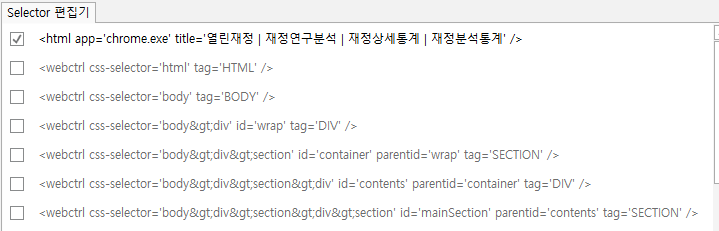 Selector 편집기
<html app='chrome.exe' title='열린재정 | 재정연구분석 | 재정상세통계 | 재정분석통계' />
<webctrl css-selector='html' tag='HTML' />
<webctrl css-selector='body' tag='BODY' />
<webctrl css-selector='body&gt;div' id='wrap' tag='DIV' />
<webctrl css-selector='body&gt;div&gt;section' id='container' parentid='wrap' tag='SECTION' />
<webctrl css-selector='body&gt;div&gt;section&gt;div' id='contents' parentid='container' tag='DIV' />
<webctrl css-selector='body&gt;div&gt;section&gt;div&gt;section' id='mainSection' parentid='contents' tag='SECTION' />